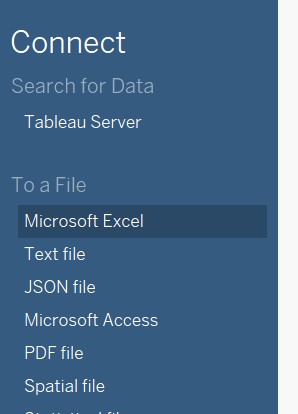 Connect
Search for Data
Tableau Server
To a File
Microsoft Excel
Text file
JSON file
Microsoft Access
PDF file
Spatial file